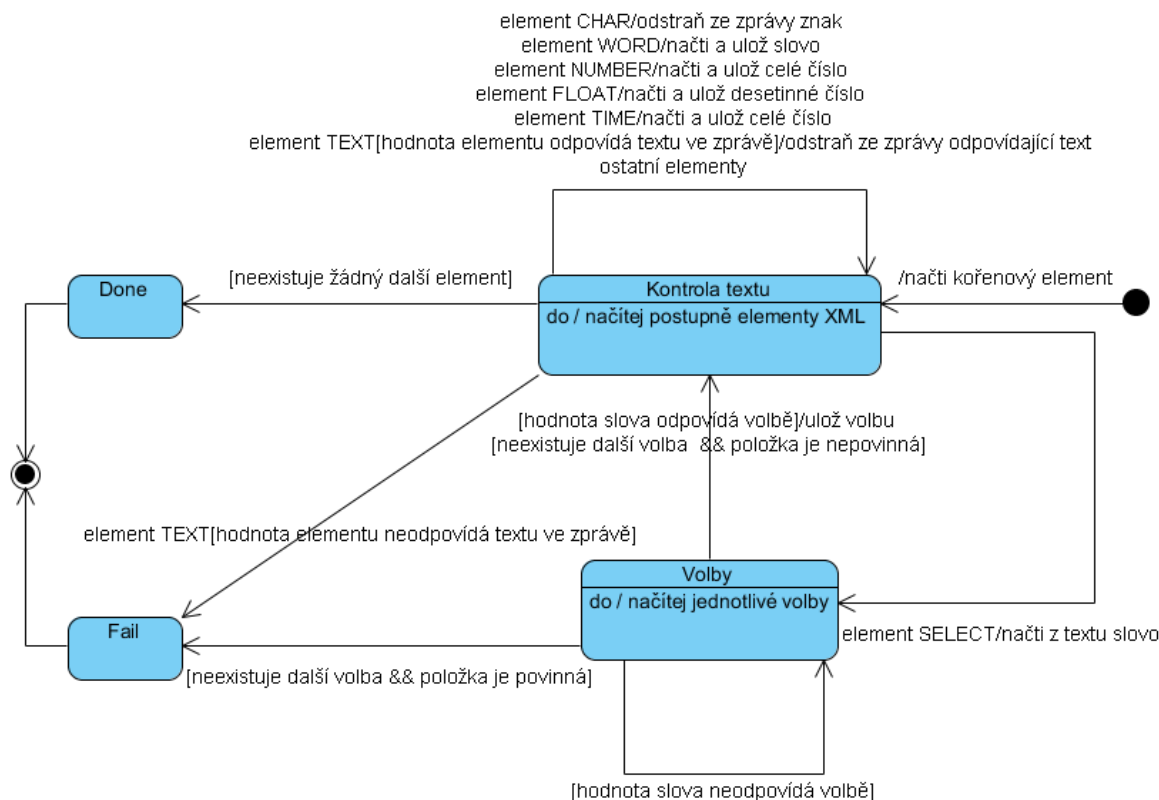 element CHAR/odstraň ze zprávy znak
element WORD/načti a ulož slovo
element NUMBER/načti a ulož celé číslo
element FLOAT/načti a ulož desetinné číslo
element TIME/načti a ulož celé číslo
element TEXT[hodnota elementu odpovídá textu ve zprávě]/odstraň ze zprávy odpovídající text
ostatní elementy
[neexistuje žádný další element]
/načti kořenový element
Done
Kontrola textu
do / načítej postupně elementy XML
[hodnota slova odpovídá volbě]/ulož volbu
[neexistuje další volba && položka je nepovinná]
element TEXT[hodnota elementu neodpovídá textu ve zprávě]
Volby
do / načítej jednotlivé volby
Fail
element SELECT/načti z textu slovo
[neexistuje další volba && položka je povinná]
[hodnota slova neodpovídá volbě]